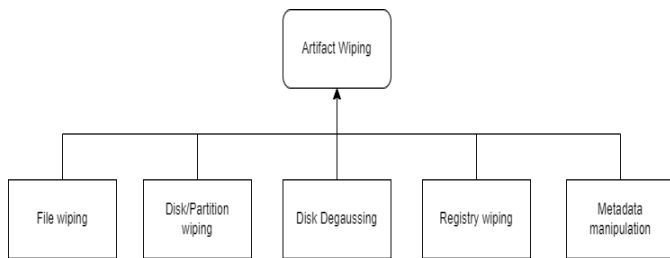 Artifact Wiping
File wiping
Disk/Partition
wiping
Disk Degaussing
Registry wiping
Metadata
manipulation